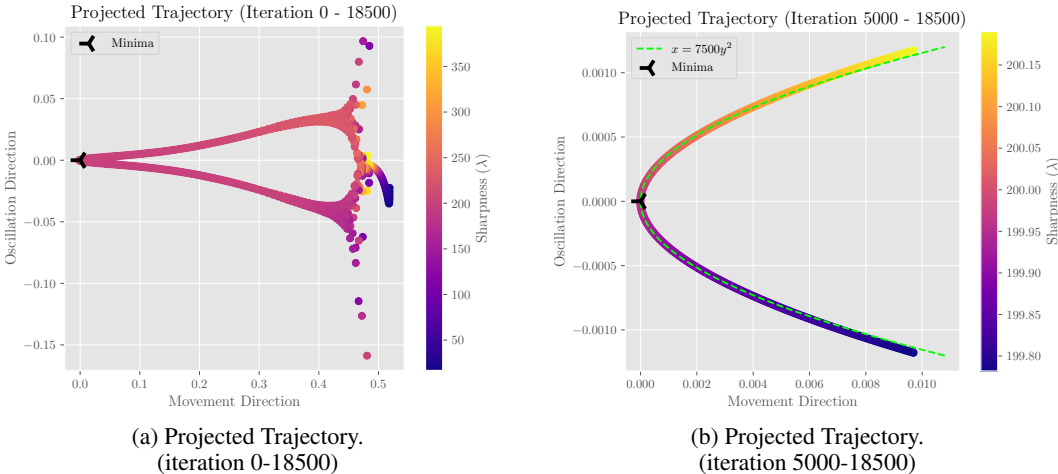 Projected Trajectory (Iteration 0 - 18500)
Minima
0.10
0.05
0.00
−0.05
−0.10
−0.15
Oscillation Direction
0.0
0.1
0.2
0.3
0.4
0.5
Movement Direction
350
300
250
200
150
100
50
Sharpness (λ)
(a) Projected Trajectory.
(iteration 0-18500)
Projected Trajectory (Iteration 5000 - 18500)
x = 7500y²
Minima
0.0010
0.0005
0.0000
−0.0005
−0.0010
Oscillation Direction
0.000
0.002
0.004
0.006
0.008
0.010
Movement Direction
200.15
200.10
200.05
200.00
199.95
199.90
199.85
199.80
Sharpness (λ)
(b) Projected Trajectory.
(iteration 5000-18500)